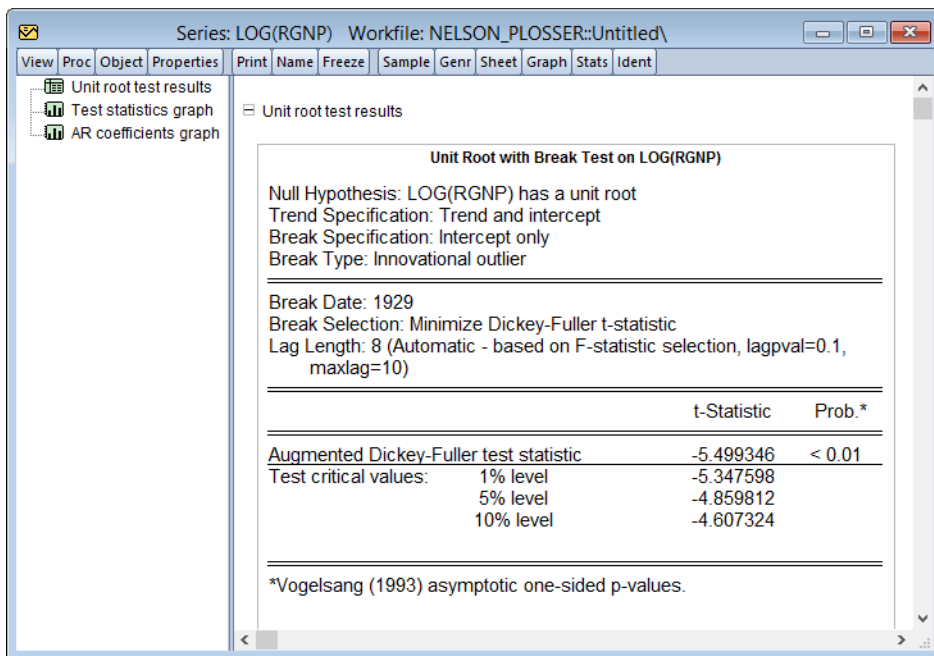 Series: LOG(RGNP) Workfile: NELSON_PLOSSER::Untitled\
View Proc Object Properties Print Name Freeze Sample Genr Sheet Graph Stats Ident
Unit root test results
Test statistics graph
AR coefficients graph
Unit root test results
Unit Root with Break Test on LOG(RGNP)
Null Hypothesis: LOG(RGNP) has a unit root
Trend Specification: Trend and intercept
Break Specification: Intercept only
Break Type: Innovational outlier
Break Date: 1929
Break Selection: Minimize Dickey-Fuller t-statistic
Lag Length: 8 (Automatic - based on F-statistic selection, lagpval=0.1,
maxlag=10)
t-Statistic Prob.*
Augmented Dickey-Fuller test statistic -5.499346 < 0.01
Test critical values: 1% level -5.347598
5% level -4.859812
10% level -4.607324
*Vogelsang (1993) asymptotic one-sided p-values.